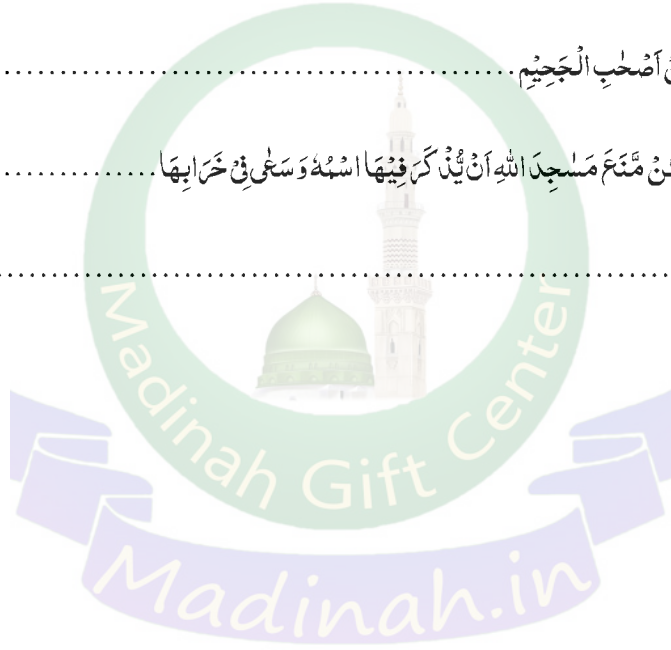 اَصْحٰبِ الْجَحِيْمِ................................................
مَّنَعَ مَسٰجِدَ اللّٰهِ اَنْ يُّذْكَرَ فِيْهَا اسْمُهٗ وَسَعٰى فِيْ خَرَابِهَا..............
............................................................
Madinah Gift Center
Madinah.in